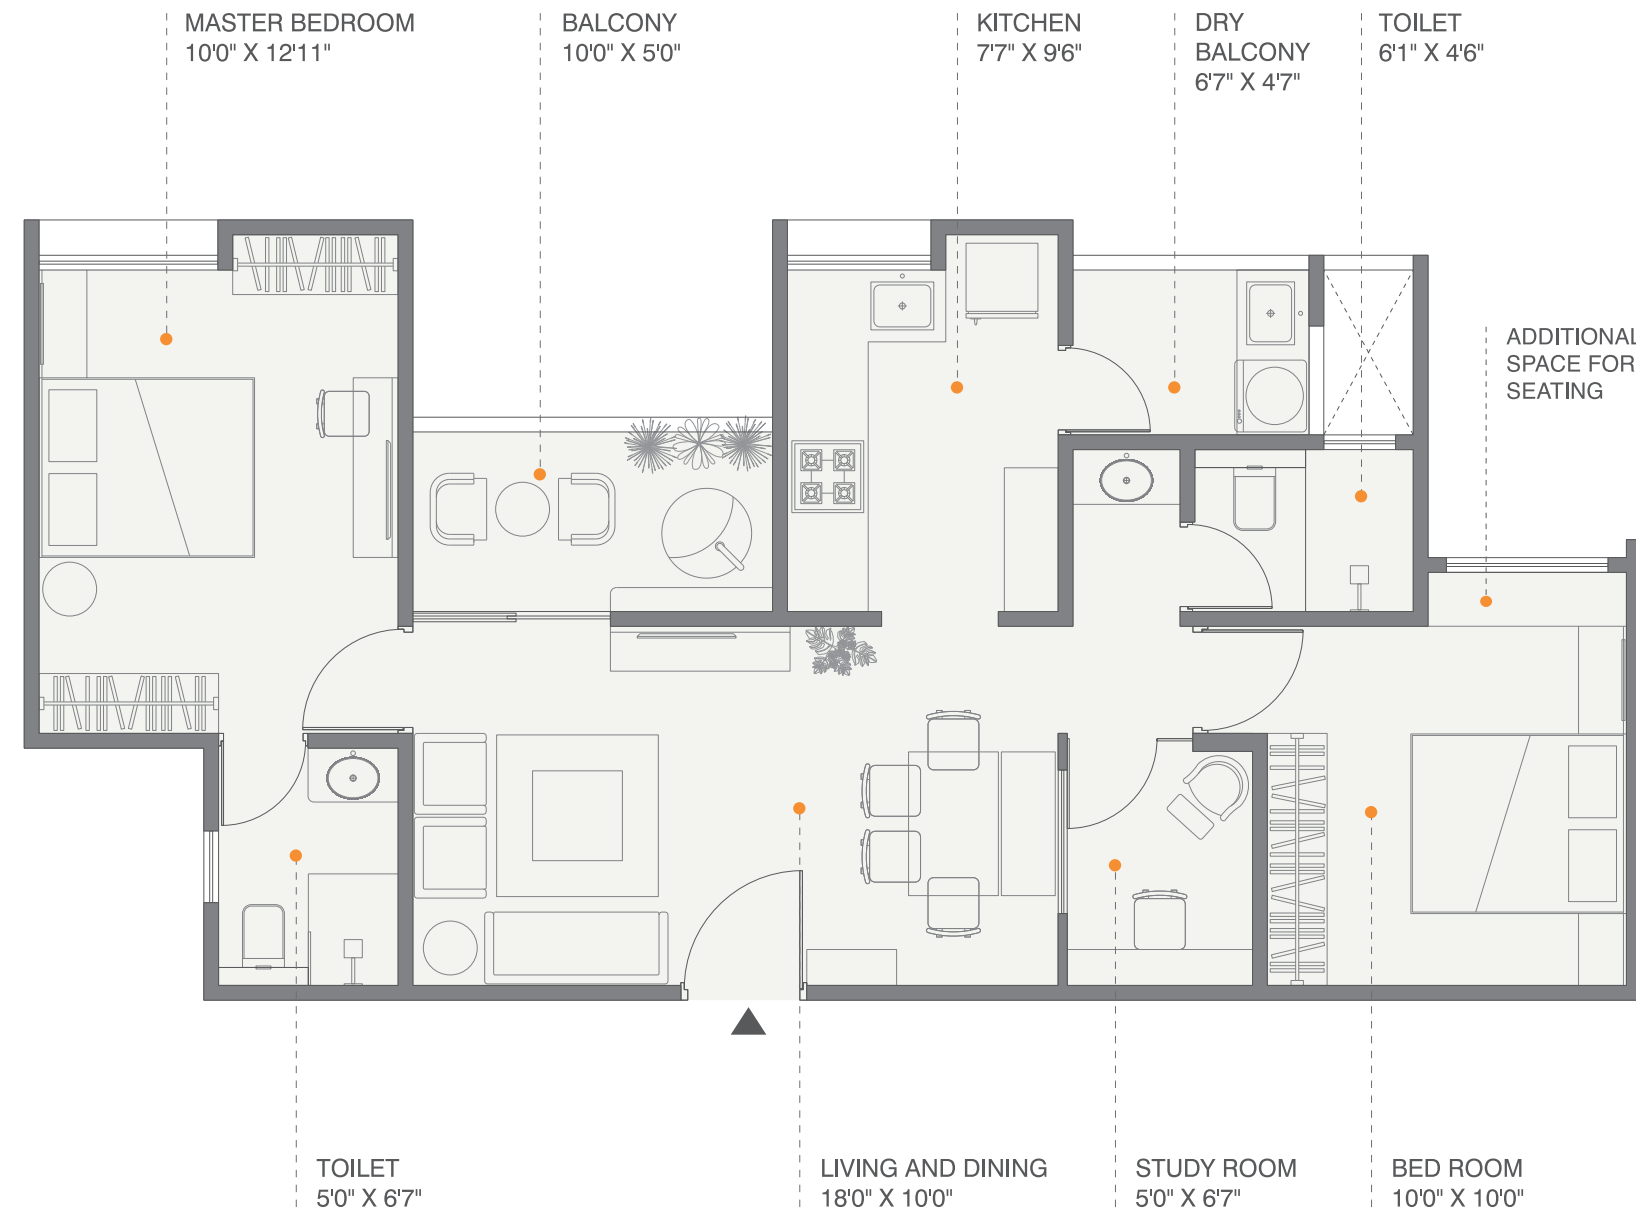 MASTER BEDROOM
10'0" X 12'11"
BALCONY
10'0" X 5'0"
KITCHEN
7'7" X 9'6"
DRY
BALCONY
6'7" X 4'7"
TOILET
6'1" X 4'6"
ADDITIONAL
SPACE FOR
SEATING
TOILET
5'0" X 6'7"
LIVING AND DINING
18'0" X 10'0"
STUDY ROOM
5'0" X 6'7"
BED ROOM
10'0" X 10'0"